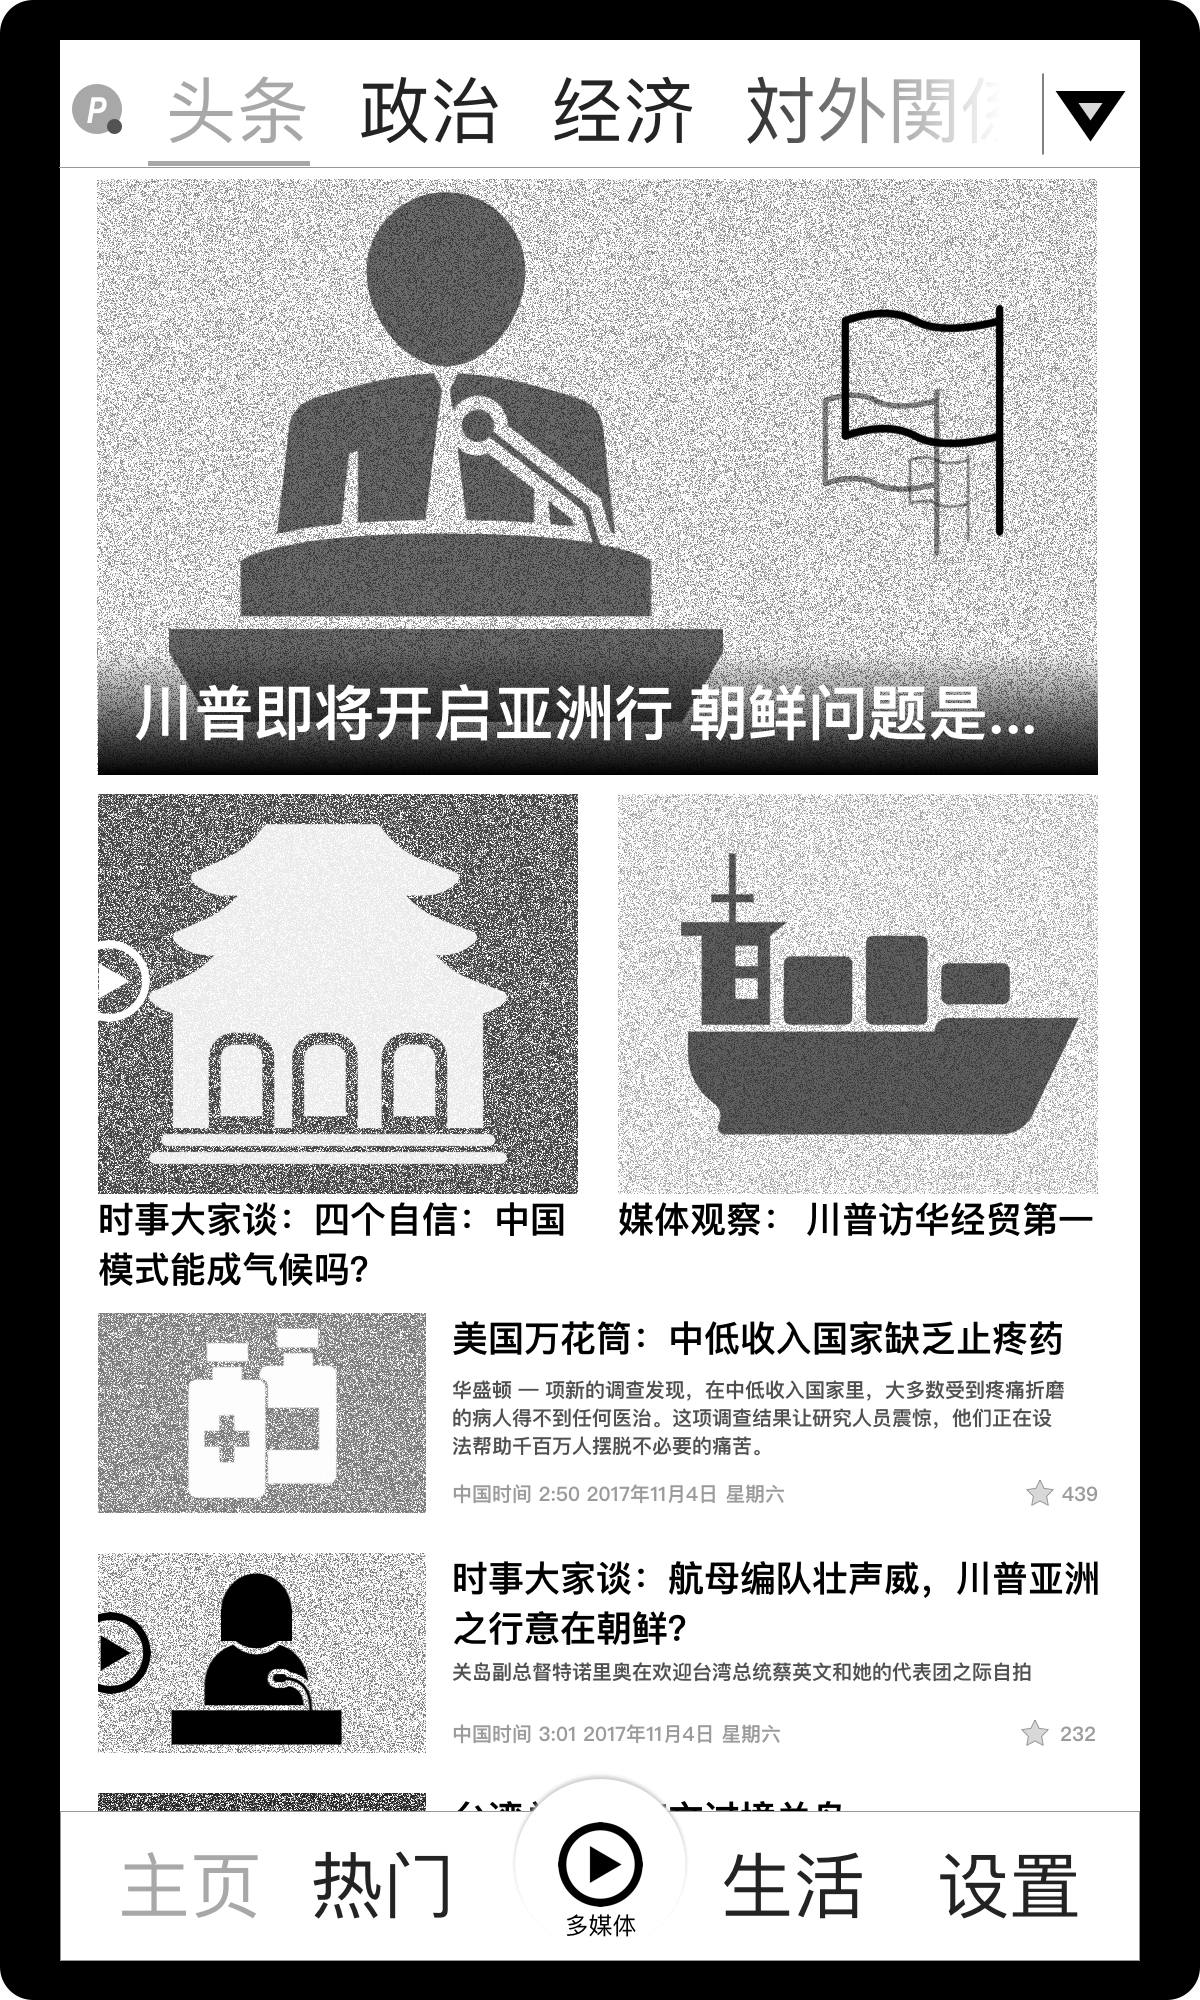 P
头条 政治 经济 对外関係
川普即将开启亚洲行 朝鲜问题是...
时事大家谈：四个自信：中国
模式能成气候吗?
媒体观察： 川普访华经贸第一
美国万花筒：中低收入国家缺乏止疼药
华盛顿 — 项新的调查发现，在中低收入国家里，大多数受到疼痛折磨
的病人得不到任何医治。这项调查结果让研究人员震惊，他们正在设
法帮助千百万人摆脱不必要的痛苦。
中国时间 2:50 2017年11月4日 星期六
439
时事大家谈：航母编队壮声威，川普亚洲
之行意在朝鲜?
关岛副总督特诺里奥在欢迎台湾总统蔡英文和她的代表团之际自拍
中国时间 3:01 2017年11月4日 星期六
232
主页 热门 多媒体 生活 设置